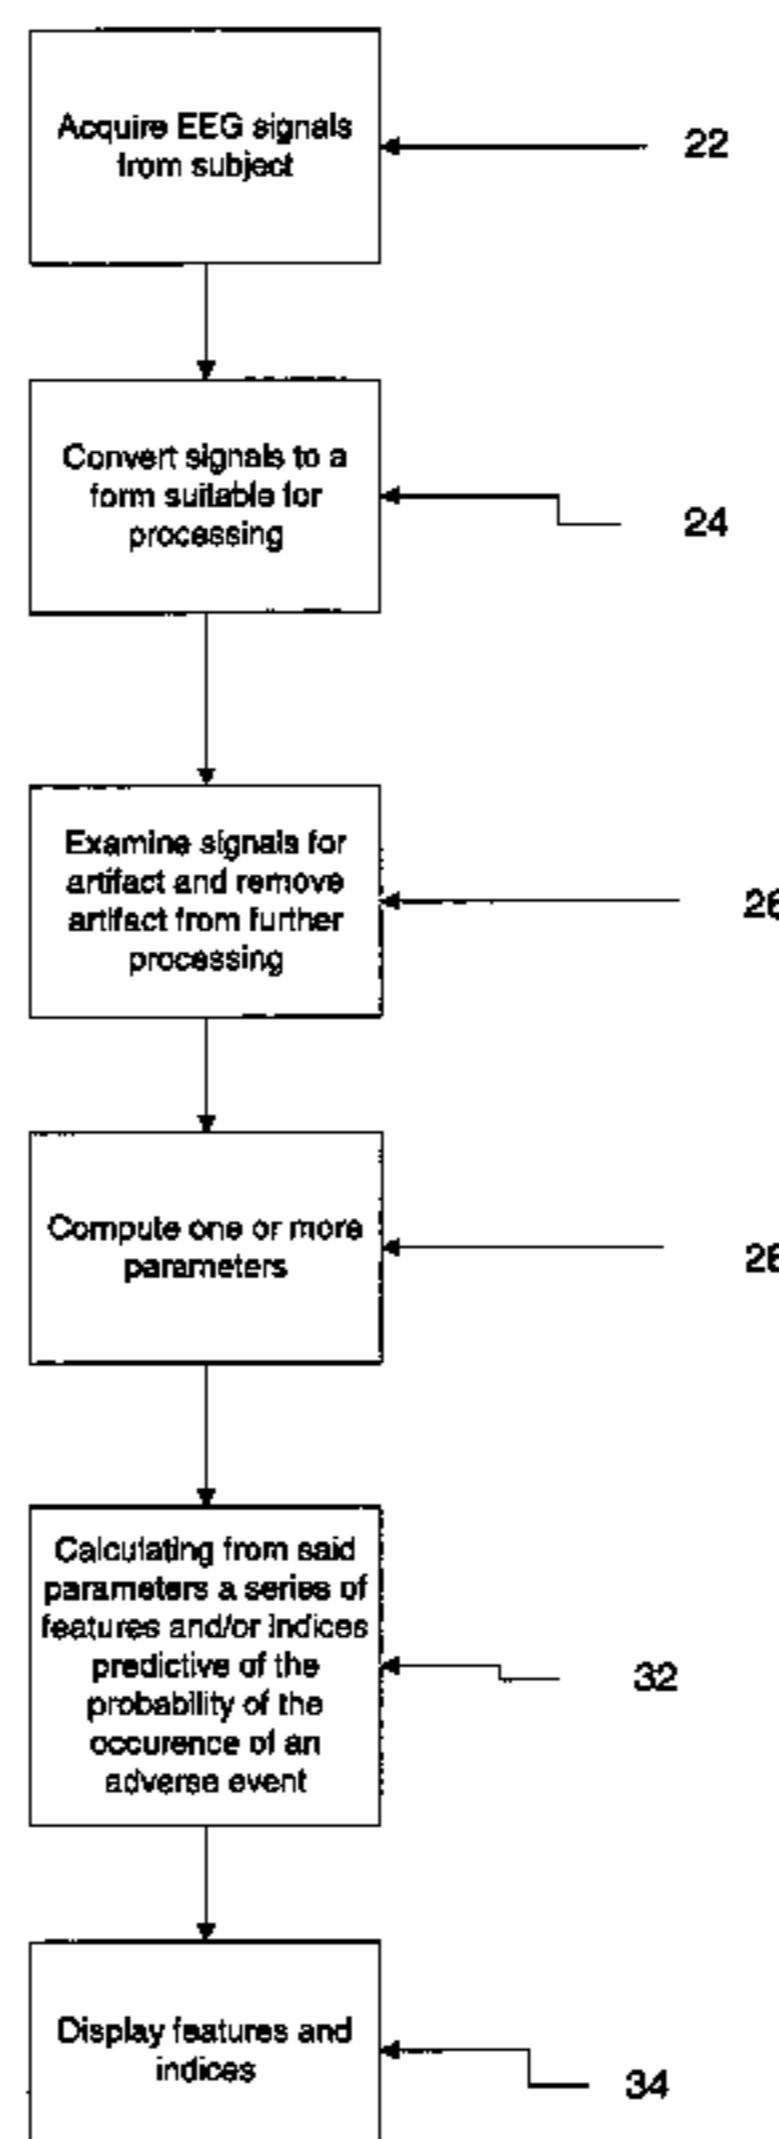 Acquire EEG signals
from subject
22
Convert signals to a
form suitable for
processing
24
Examine signals for
artifact and remove
artifact from further
processing
Compute one or more
parameters
Calculating from said
parameters a series of
features and/or indices
predictive of the
probability of the
occurence of an
adverse event
32
Display features and
indices
34